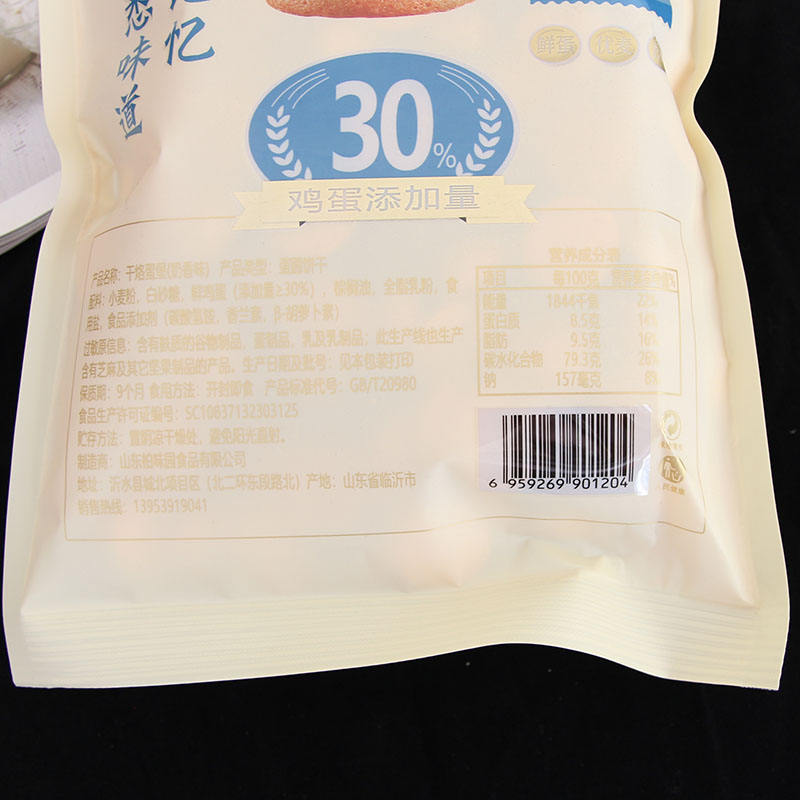 忆
味道
鲜蛋
优麦
30%
鸡蛋添加量
产品名称：干烙蛋堡(奶香味) 产品类型：蛋圆饼干
配料：小麦粉，白砂糖，鲜鸡蛋（添加量≥30%），棕榈油，全脂乳粉，食
用盐，食品添加剂（碳酸氢铵，香兰素，β-胡萝卜素）
过敏原信息：含有麸质的谷物制品，蛋制品，乳及乳制品；此生产线也生产
含有芝麻及其它坚果制品的产品。生产日期及批号：见本包装打印
保质期：9个月 食用方法：开封即食 产品标准代号：GB/T20980
食品生产许可证编号：SC10837132303125
贮存方法：置阴凉干燥处，避免阳光直射。
制造商：山东柏味园食品有限公司
地址：沂水县城北项目区（北二环东段路北）产地：山东省临沂市
销售热线：13953919041
营养成分表
项目 每100克 营养素参考值%
能量 1844千焦 22%
蛋白质 8.5克 14%
脂肪 9.5克 16%
碳水化合物 79.3克 26%
钠 157毫克 8%
6 959269 901204